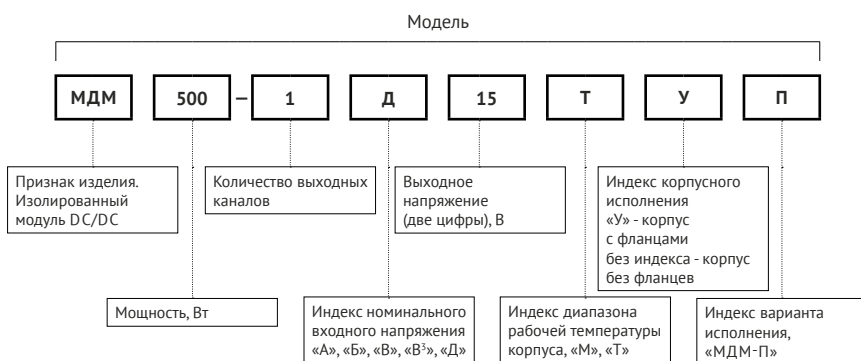 Модель
МДМ 500 – 1 Д 15 Т У П
Признак изделия.
Изолированный
модуль DC/DC
Количество выходных
каналов
Выходное
напряжение
(две цифры), В
Индекс корпусного
исполнения
«У» - корпус
с фланцами
без индекса - корпус
без фланцев
Мощность, Вт
Индекс номинального
входного напряжения
«А», «Б», «В», «В³», «Д»
Индекс диапазона
рабочей температуры
корпуса, «М», «Т»
Индекс варианта
исполнения,
«МДМ-П»